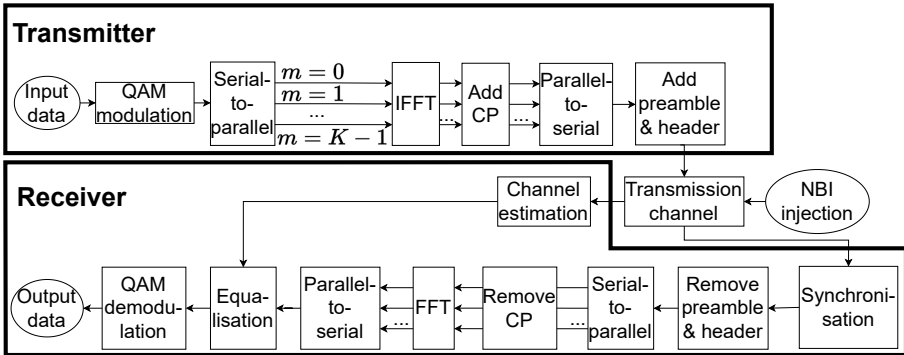 Transmitter
Input
data
QAM
modulation
Serial-
to-
parallel
m = 0
m = 1
...
m = K − 1
IFFT
...
Add
CP
...
Parallel-
to-
serial
Add
preamble
& header
Receiver
Channel
estimation
Transmission
channel
NBI
injection
Output
data
QAM
demodu-
lation
Equa-
lisation
Parallel-
to-
serial
...
FFT
Remove
CP
...
Serial-
to-
parallel
Remove
preamble
& header
Synchroni-
sation